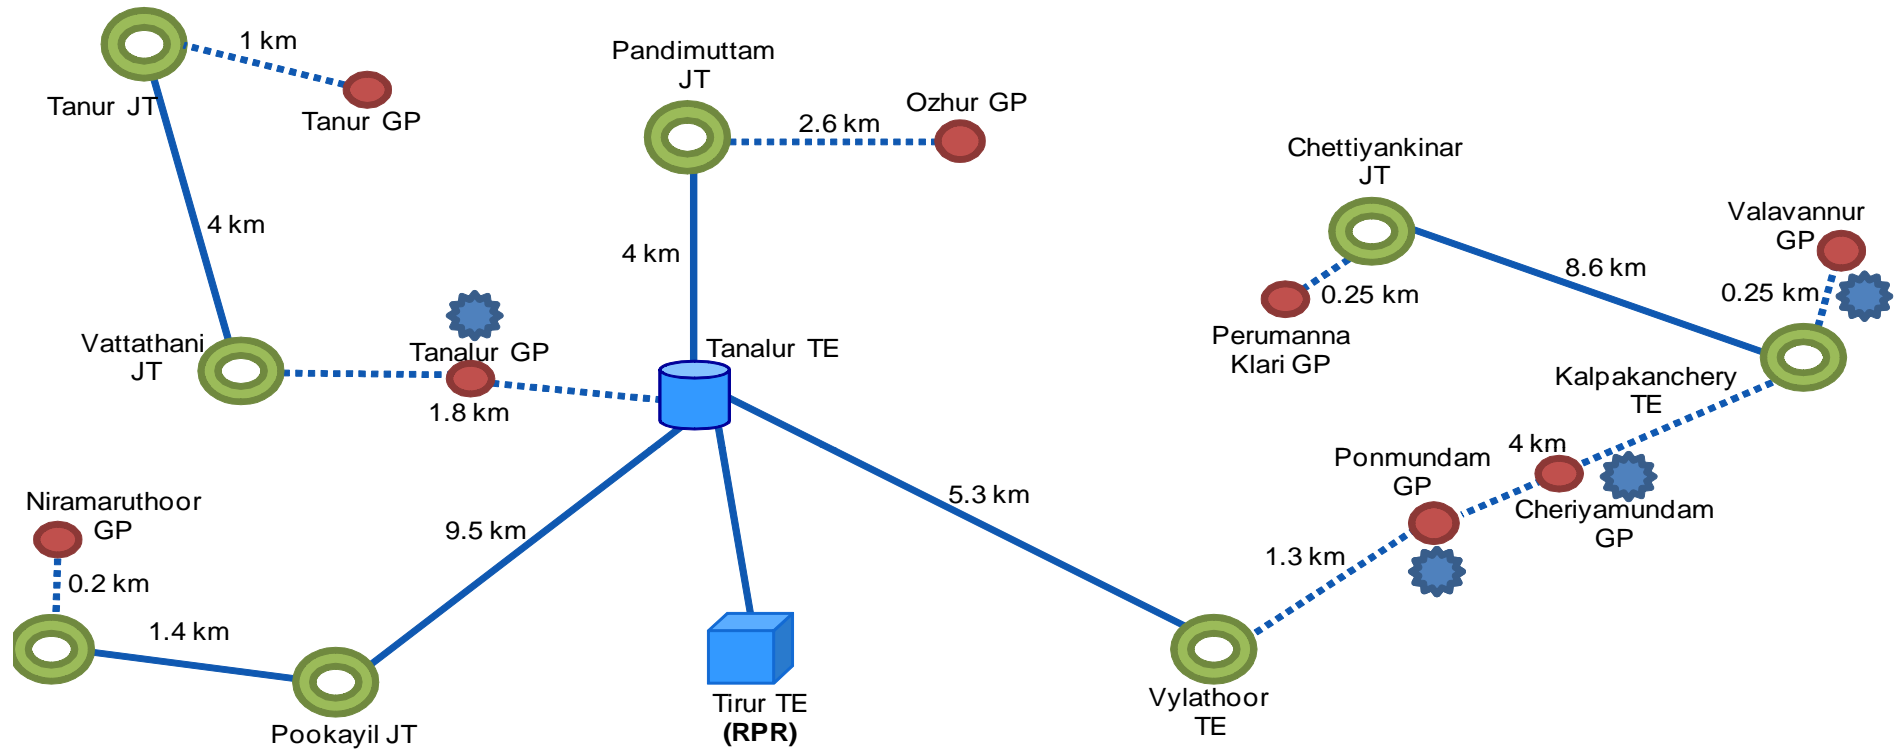 1 km
Tanur JT
Tanur GP
Pandimuttam
JT
Ozhur GP
2.6 km
Chettiyankinar
JT
Valavannur
GP
4 km
4 km
8.6 km
0.25 km
0.25 km
Perumanna
Klari GP
Vattathani
JT
Tanalur GP
1.8 km
Tanalur TE
Kalpakanchery
TE
4 km
Ponmundam
GP
Cheriyamundam
GP
5.3 km
1.3 km
Niramaruthoor
GP
9.5 km
0.2 km
1.4 km
Pookayil JT
Tirur TE
(RPR)
Vylathoor
TE